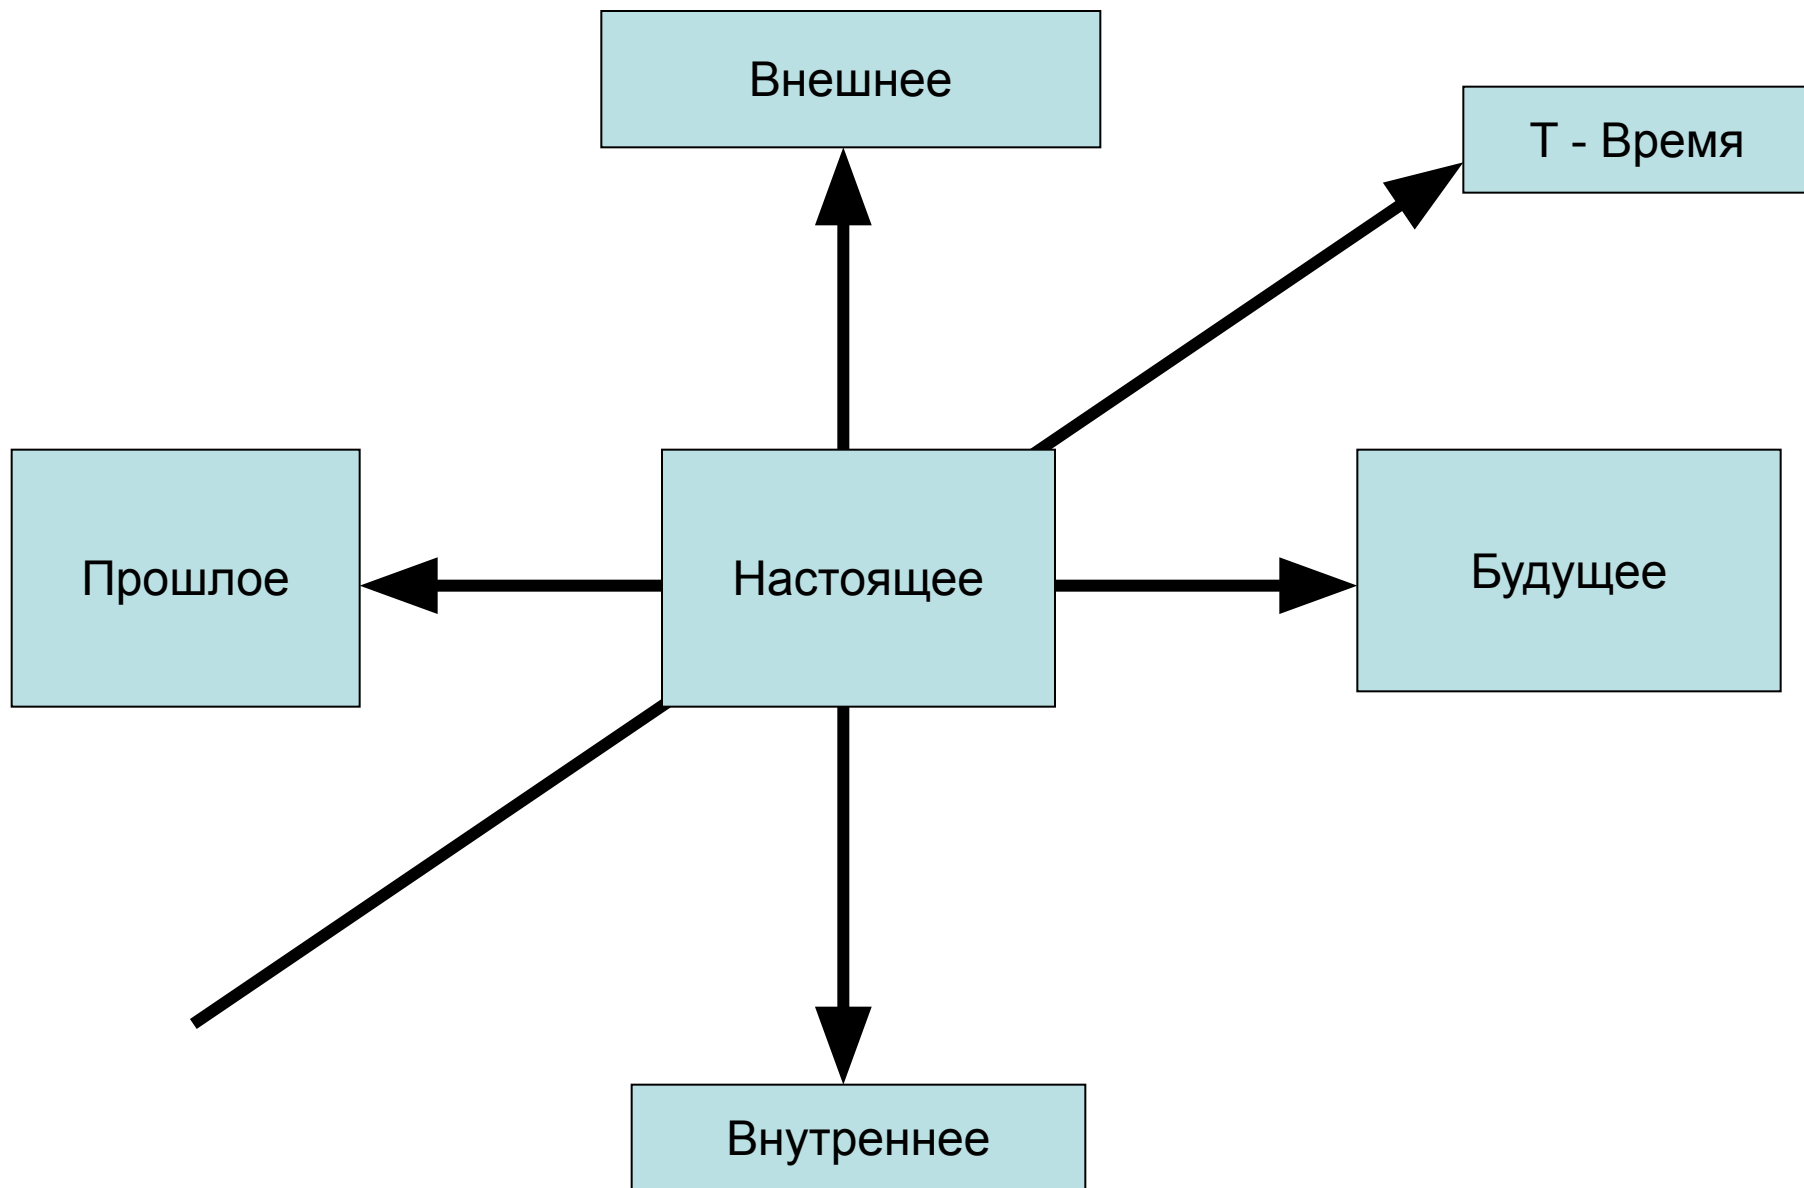 Внешнее
Т - Время
Прошлое
Настоящее
Будущее
Внутреннее